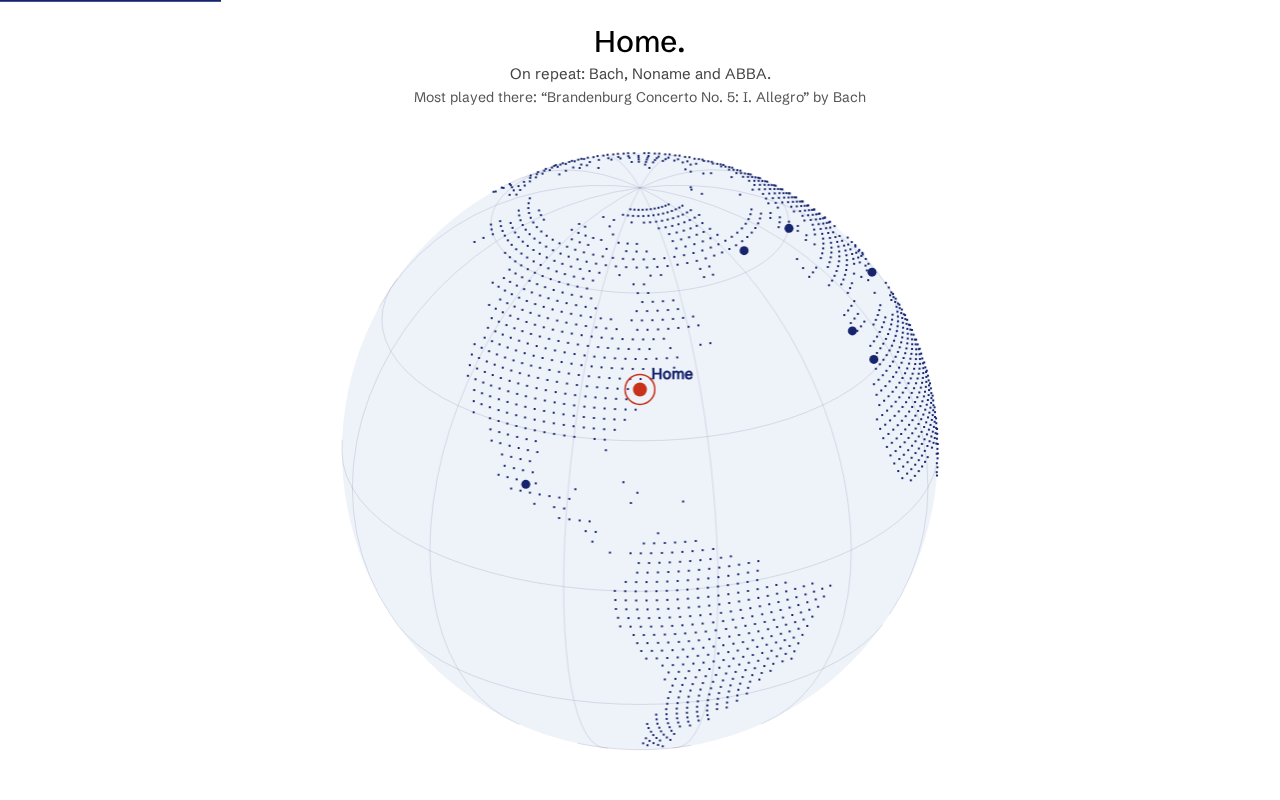 Home.
On repeat: Bach, Noname and ABBA.
Most played there: “Brandenburg Concerto No. 5: I. Allegro” by Bach
Home